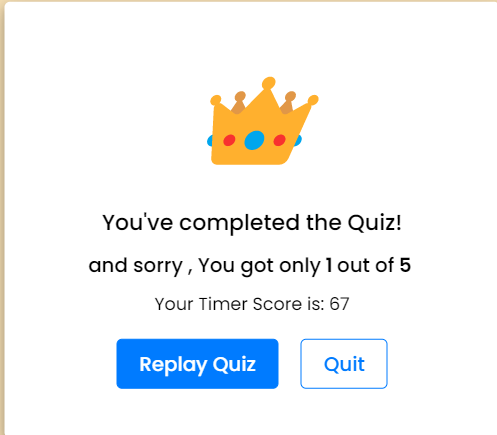 You've completed the Quiz!
and sorry , You got only 1 out of 5
Your Timer Score is: 67
Replay Quiz
Quit